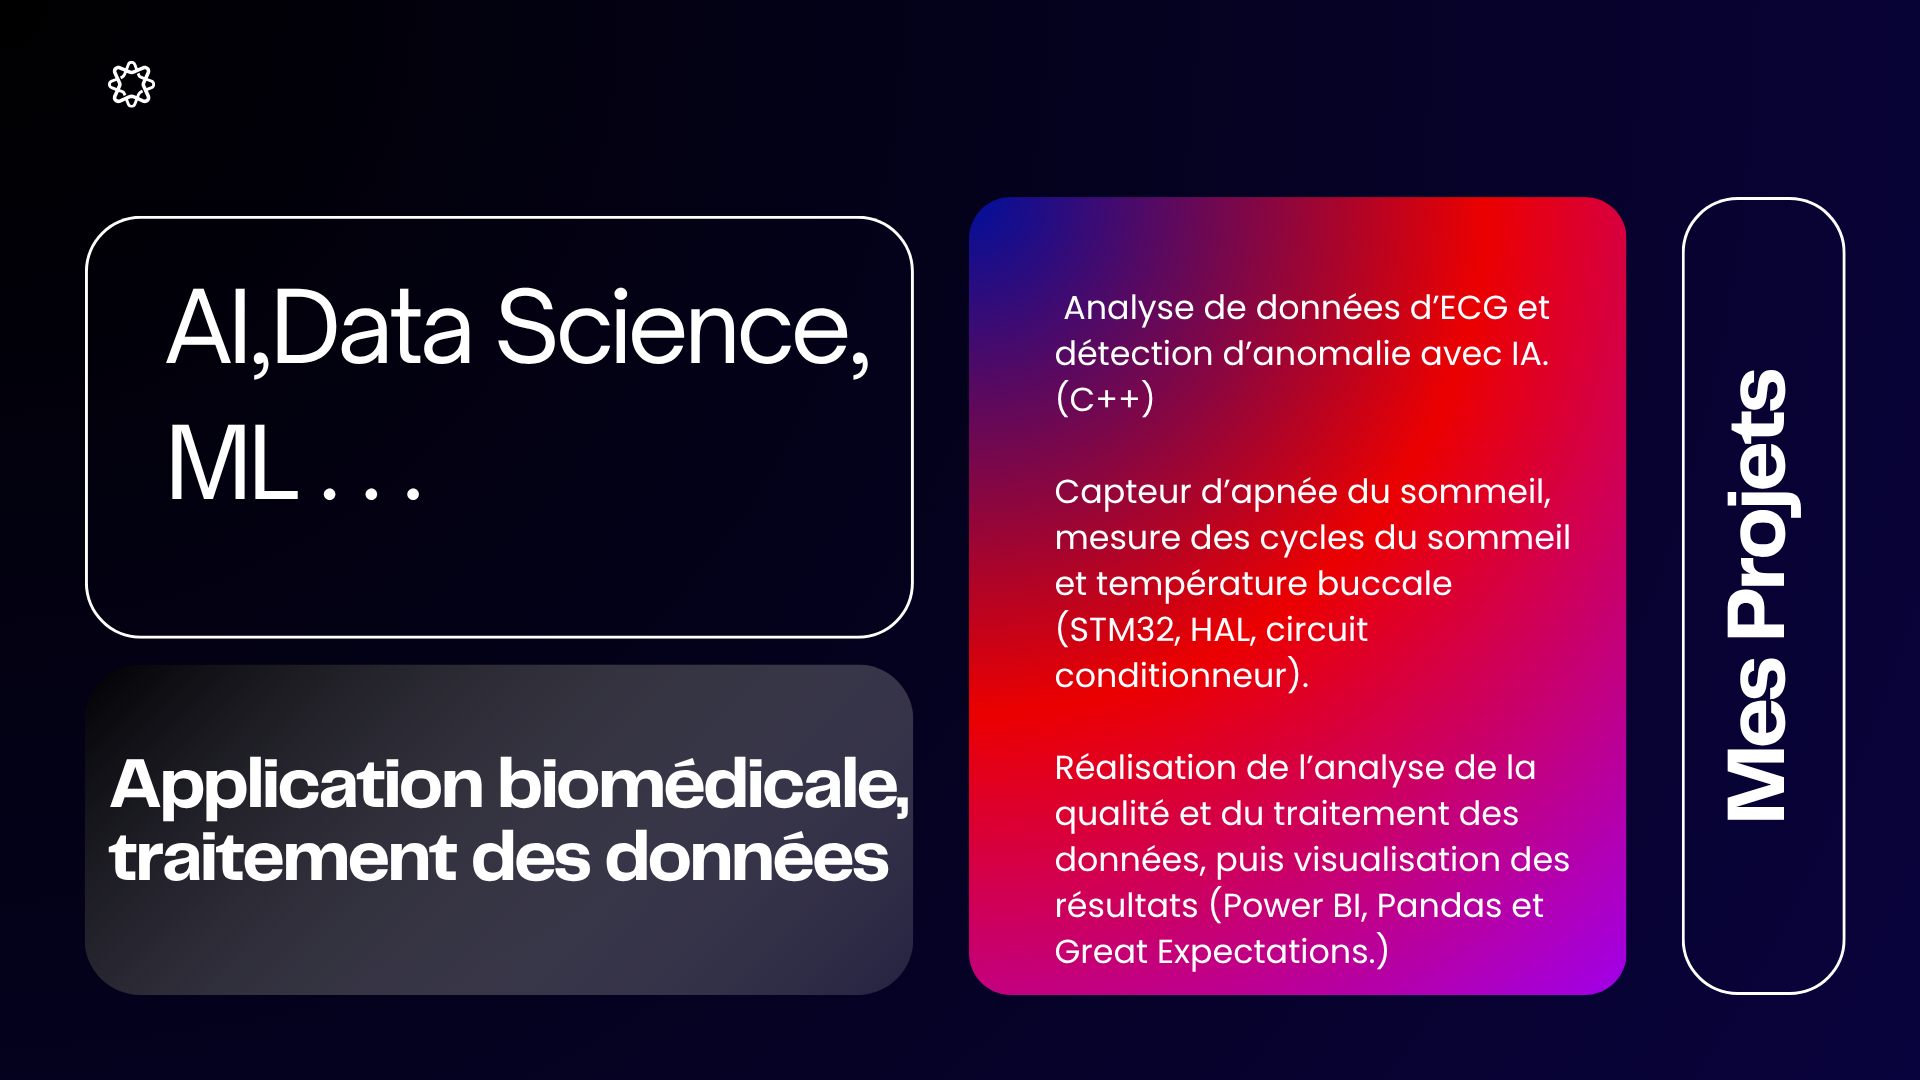 AI,Data Science,
ML . . .
Application biomédicale,
traitement des données
Analyse de données d’ECG et
détection d’anomalie avec IA.
(C++)
Capteur d’apnée du sommeil,
mesure des cycles du sommeil
et température buccale
(STM32, HAL, circuit
conditionneur).
Réalisation de l’analyse de la
qualité et du traitement des
données, puis visualisation des
résultats (Power BI, Pandas et
Great Expectations.)
Mes Projets